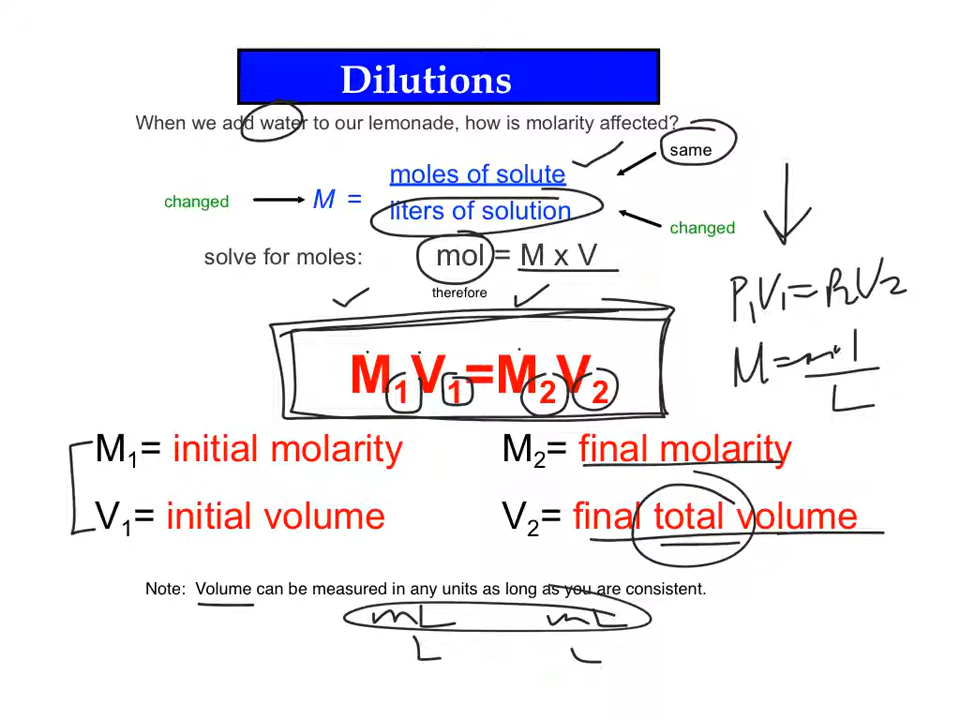 Dilutions
When we add water to our lemonade, how is molarity affected?
same
moles of solute
changed M =
liters of solution
changed
solve for moles: mol = M x V
therefore
P₁V₁=P₂V₂
M₁V₁=M₂V₂
M=mol
L
M₁= initial molarity M₂= final molarity
V₁= initial volume V₂= final total volume
Note: Volume can be measured in any units as long as you are consistent.
mL mL
L L